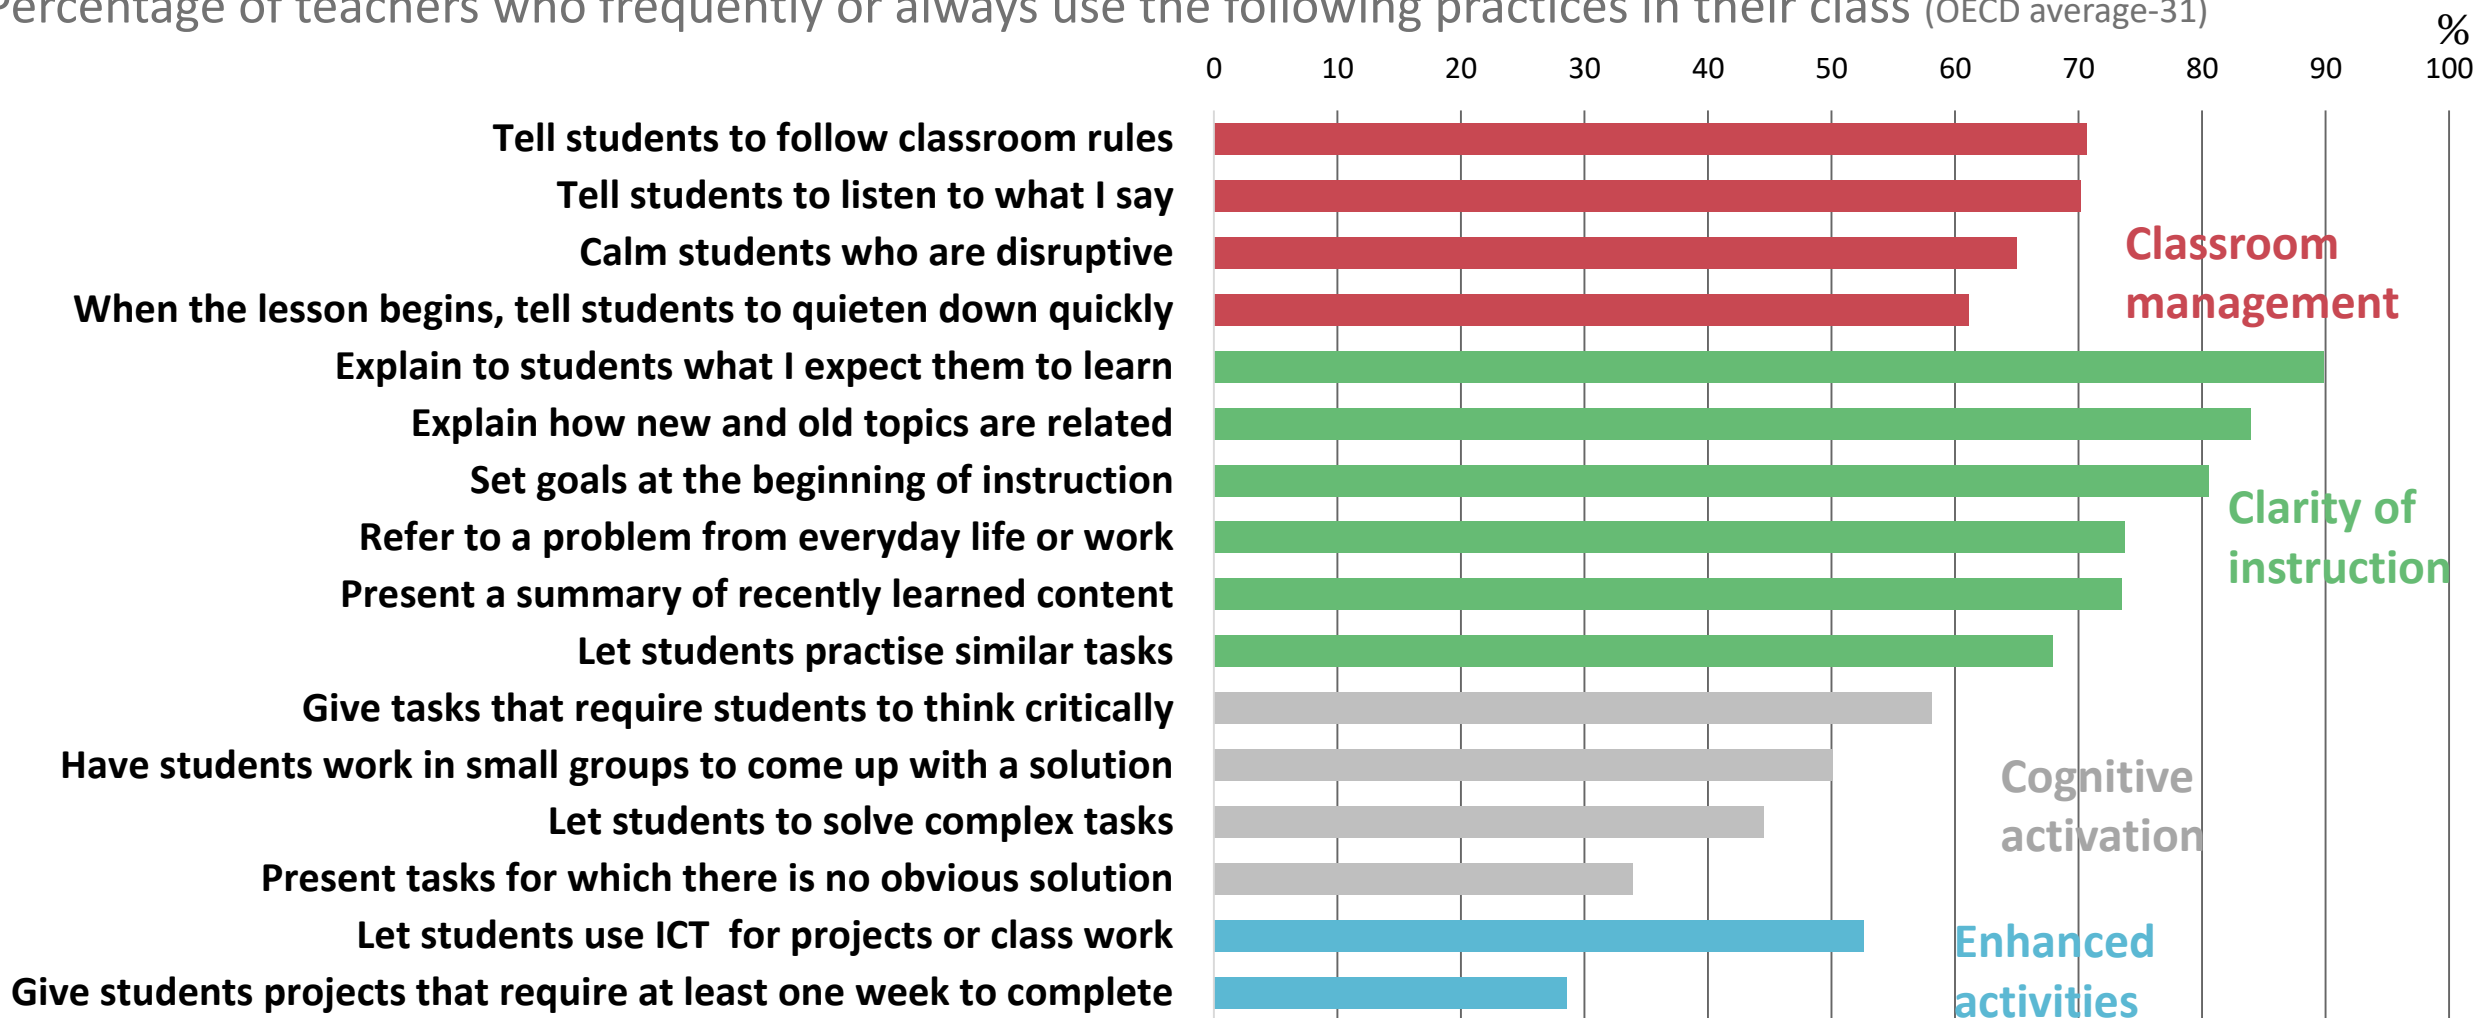 Percentage of teachers who frequently or always use the following practices in their class (OECD average-31)
%
0 10 20 30 40 50 60 70 80 90 100
Tell students to follow classroom rules
Tell students to listen to what I say
Calm students who are disruptive
When the lesson begins, tell students to quieten down quickly
Classroom
management
Explain to students what I expect them to learn
Explain how new and old topics are related
Set goals at the beginning of instruction
Refer to a problem from everyday life or work
Present a summary of recently learned content
Let students practise similar tasks
Clarity of
instruction
Give tasks that require students to think critically
Have students work in small groups to come up with a solution
Let students to solve complex tasks
Present tasks for which there is no obvious solution
Cognitive
activation
Let students use ICT  for projects or class work
Give students projects that require at least one week to complete
Enhanced
activities